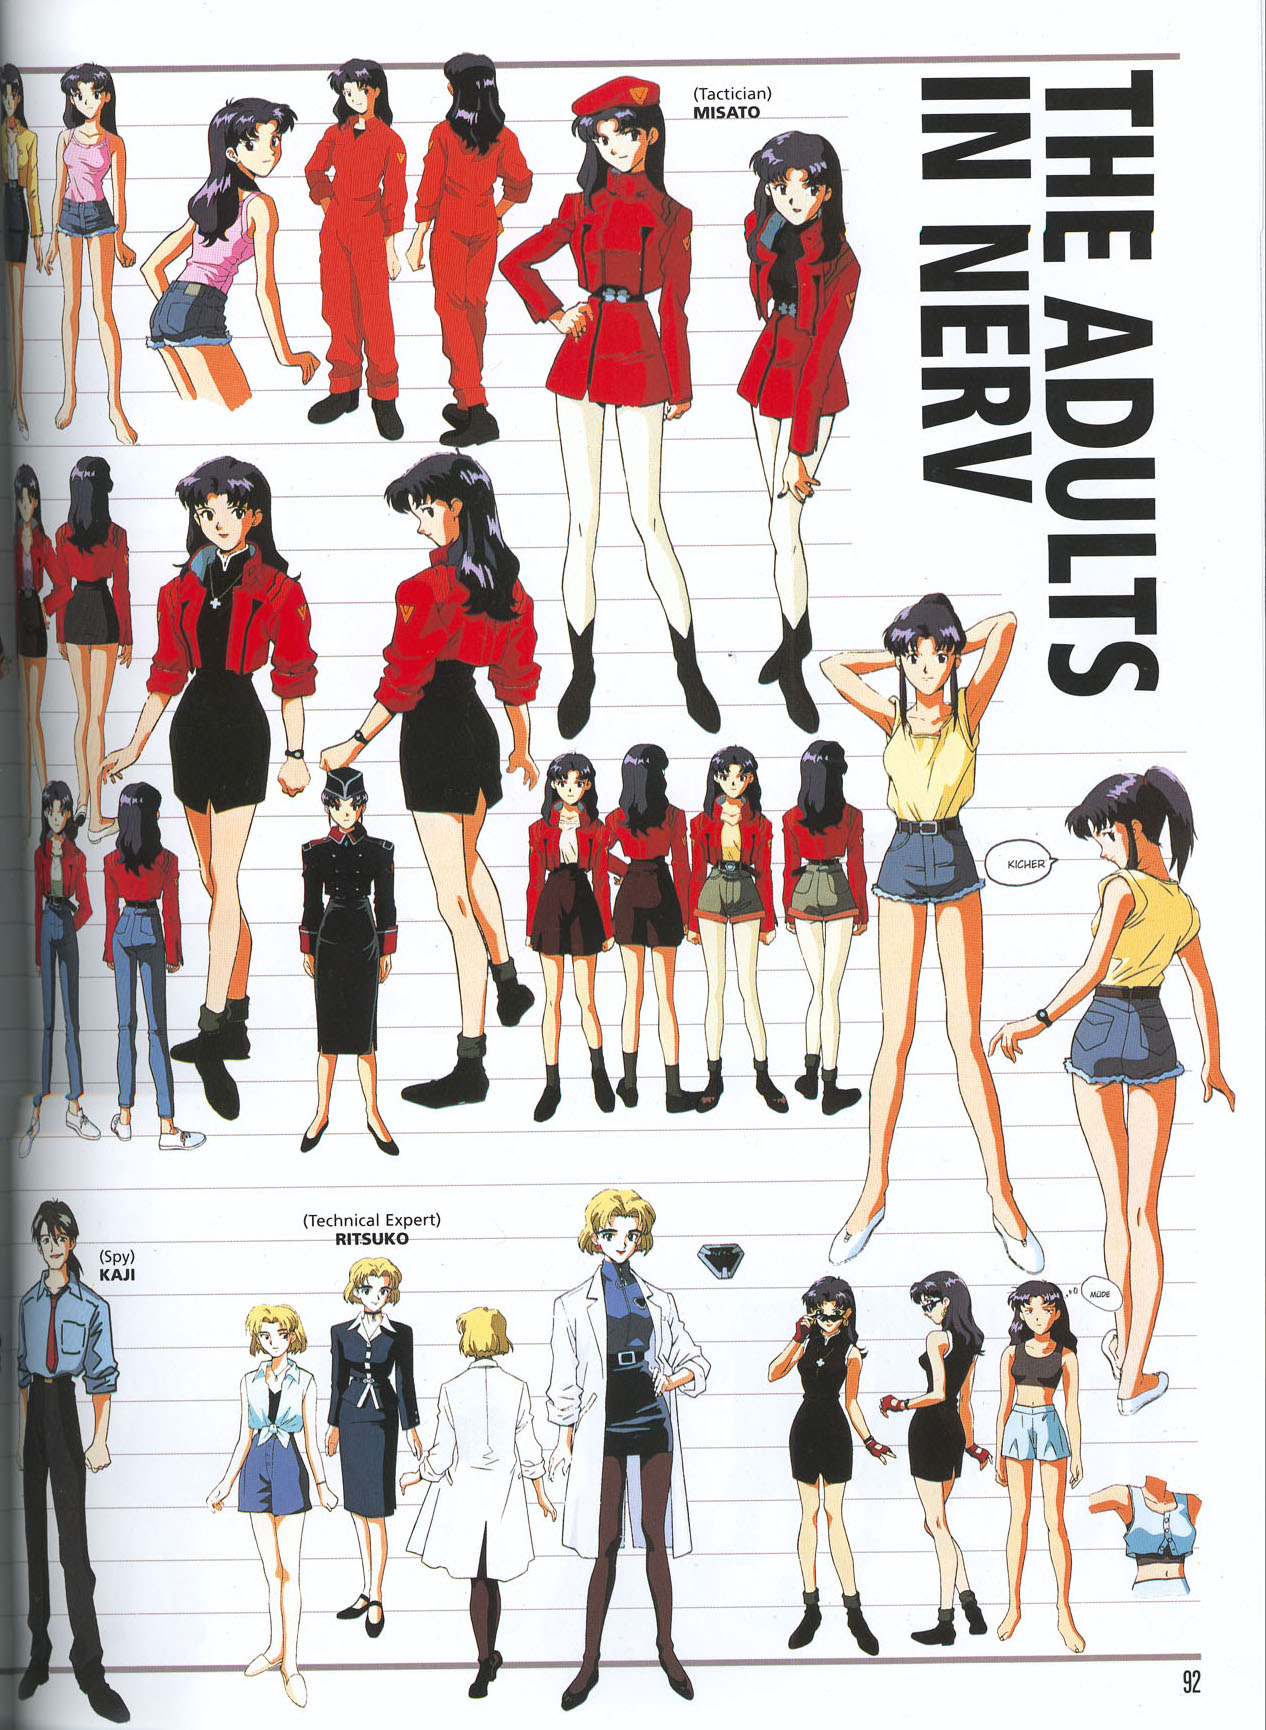 THE ADULTS
IN NERV
(Tactician)
MISATO
KICHER
(Technical Expert)
RITSUKO
(Spy)
KAJI
MÜDE
92